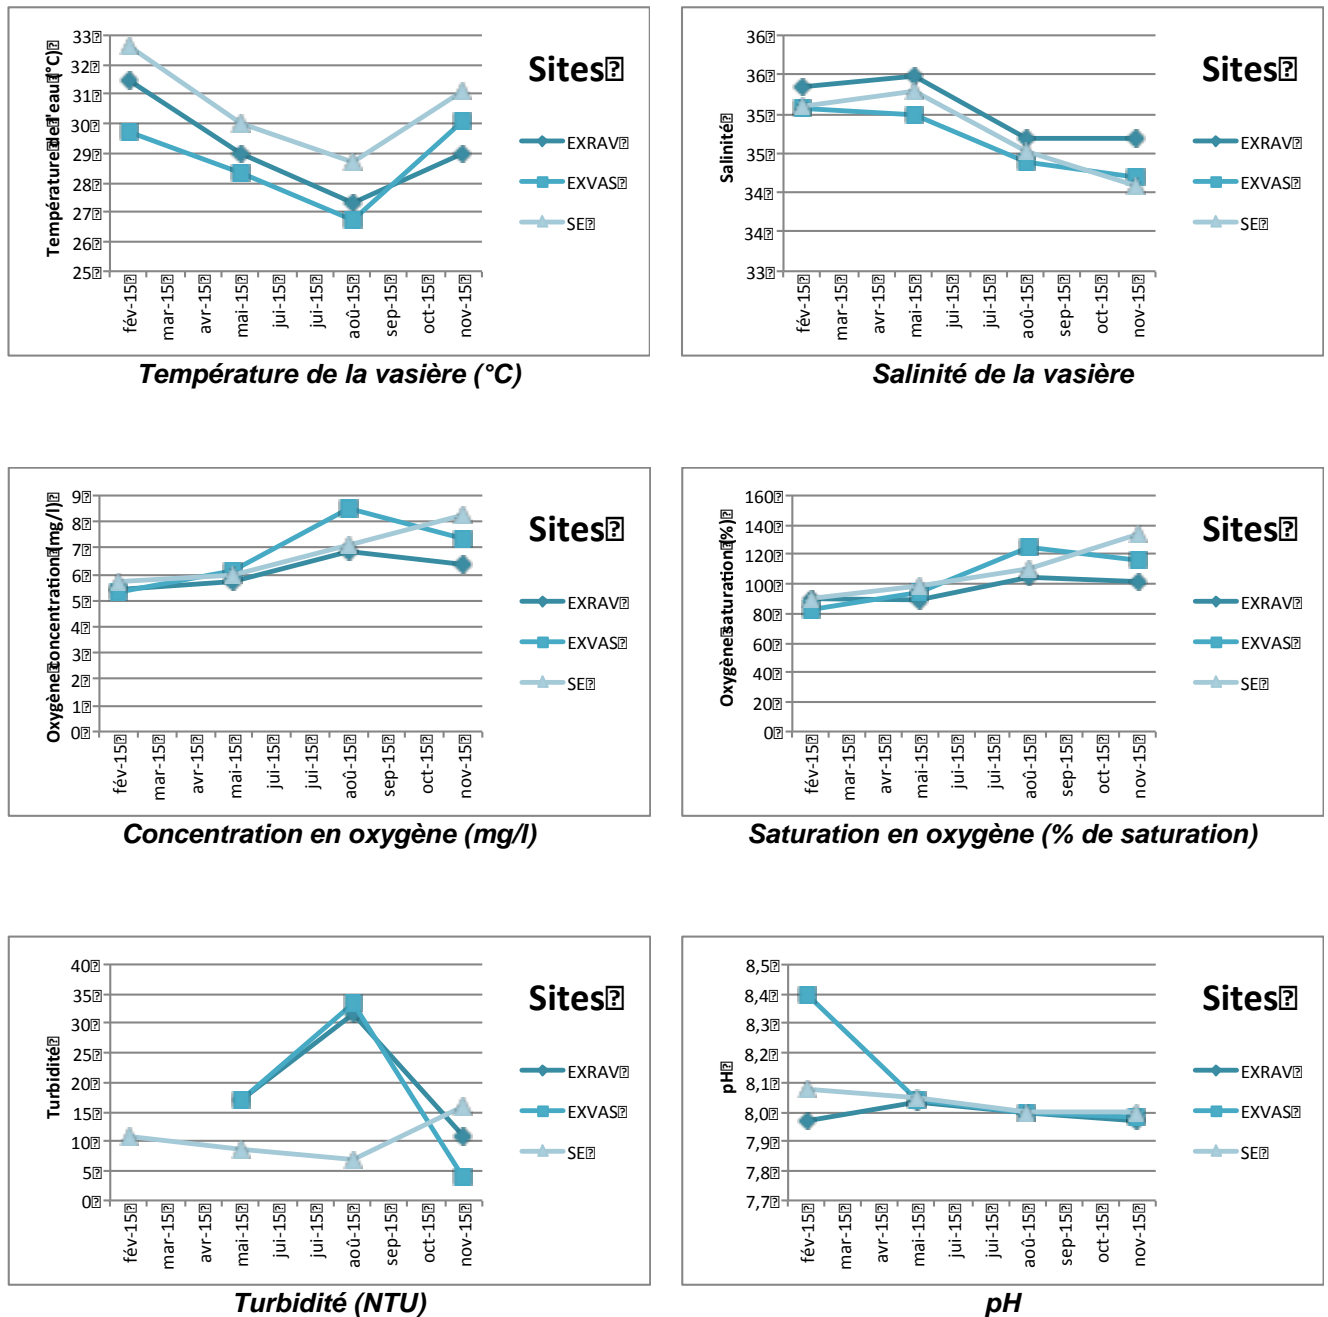 Température de l'eau (°C)
33
32
31
30
29
28
27
26
25
fév-15
mar-15
avr-15
mai-15
jui-15
jui-15
aoû-15
sep-15
oct-15
nov-15
Sites
EXRAV
EXVAS
SE
Température de la vasière (°C)
Salinité
36
36
35
35
34
34
33
fév-15
mar-15
avr-15
mai-15
jui-15
jui-15
aoû-15
sep-15
oct-15
nov-15
Sites
EXRAV
EXVAS
SE
Salinité de la vasière
Oxygène concentration (mg/l)
9
8
7
6
5
4
3
2
1
0
fév-15
mar-15
avr-15
mai-15
jui-15
jui-15
aoû-15
sep-15
oct-15
nov-15
Sites
EXRAV
EXVAS
SE
Concentration en oxygène (mg/l)
Oxygène saturation (%)
160
140
120
100
80
60
40
20
0
fév-15
mar-15
avr-15
mai-15
jui-15
jui-15
aoû-15
sep-15
oct-15
nov-15
Sites
EXRAV
EXVAS
SE
Saturation en oxygène (% de saturation)
Turbidité
40
35
30
25
20
15
10
5
0
fév-15
mar-15
avr-15
mai-15
jui-15
jui-15
aoû-15
sep-15
oct-15
nov-15
Sites
EXRAV
EXVAS
SE
Turbidité (NTU)
pH
8,5
8,4
8,3
8,2
8,1
8,0
7,9
7,8
7,7
fév-15
mar-15
avr-15
mai-15
jui-15
jui-15
aoû-15
sep-15
oct-15
nov-15
Sites
EXRAV
EXVAS
SE
pH